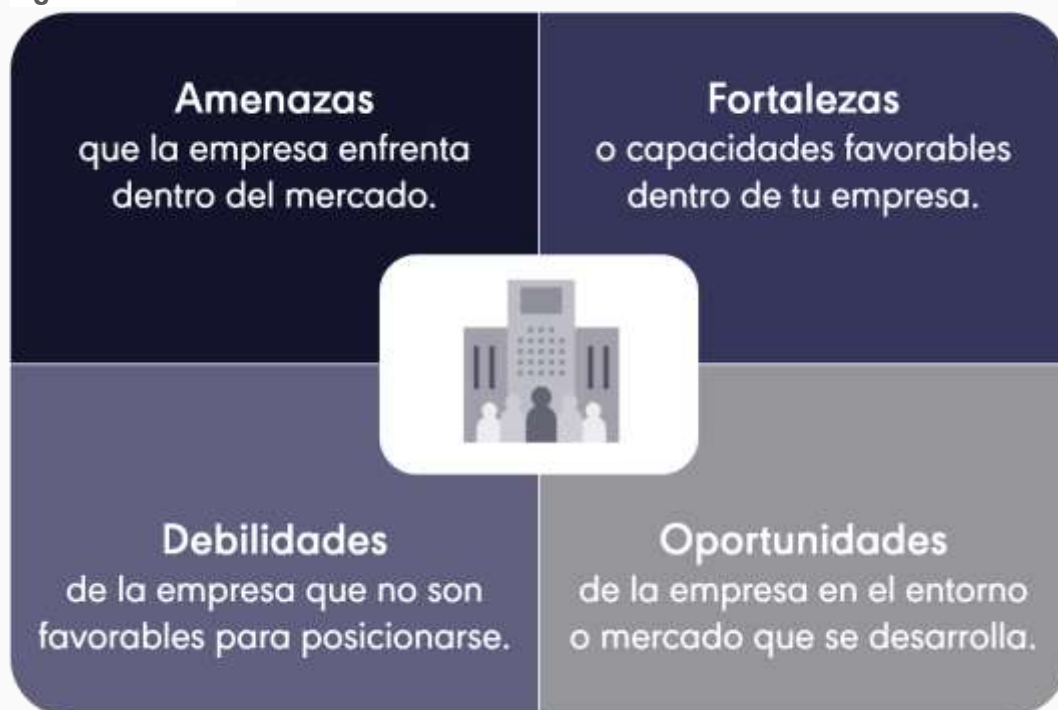 Amenazas
que la empresa enfrenta
dentro del mercado.
Fortalezas
o capacidades favorables
dentro de tu empresa.
Debilidades
de la empresa que no son
favorables para posicionarse.
Oportunidades
de la empresa en el entorno
o mercado que se desarrolla.